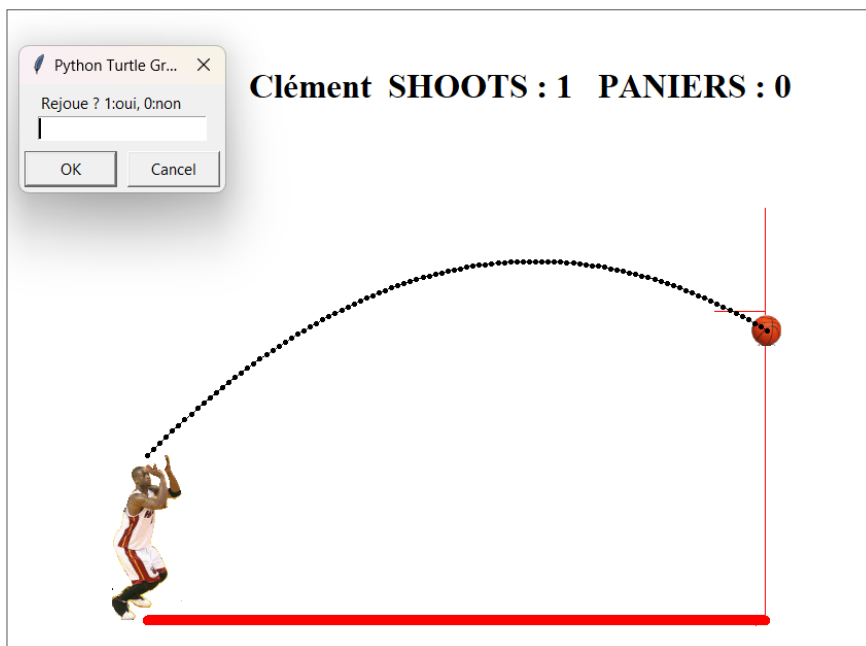 Python Turtle Gr...
Rejoue ? 1:oui, 0:non
OK Cancel
Clément SHOOTS : 1 PANIERS : 0